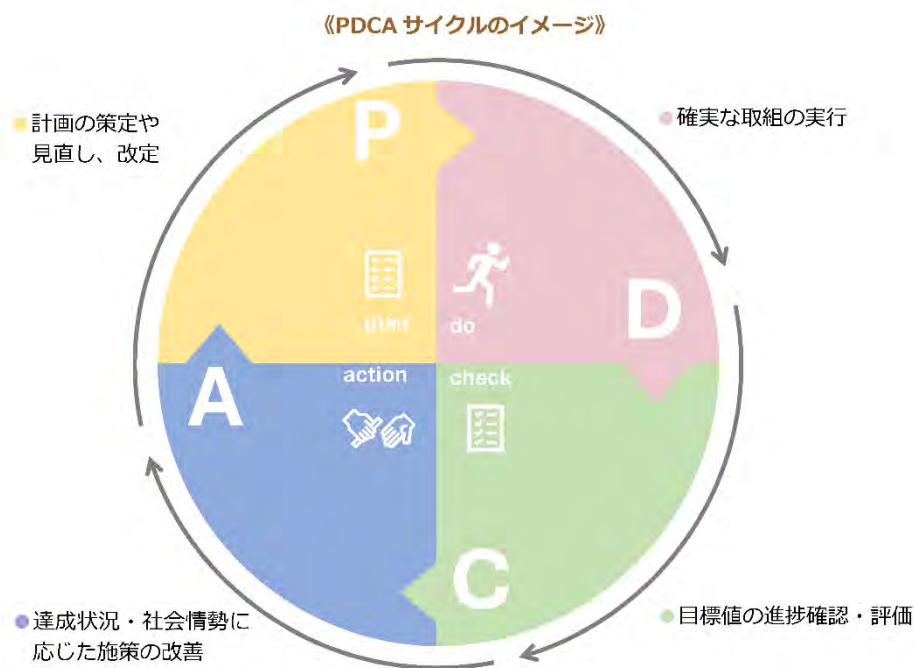 《PDCA サイクルのイメージ》
計画の策定や
見直し、改定
確実な取組の実行
P
D
plan
do
action
check
A
C
達成状況・社会情勢に
応じた施策の改善
目標値の進捗確認・評価